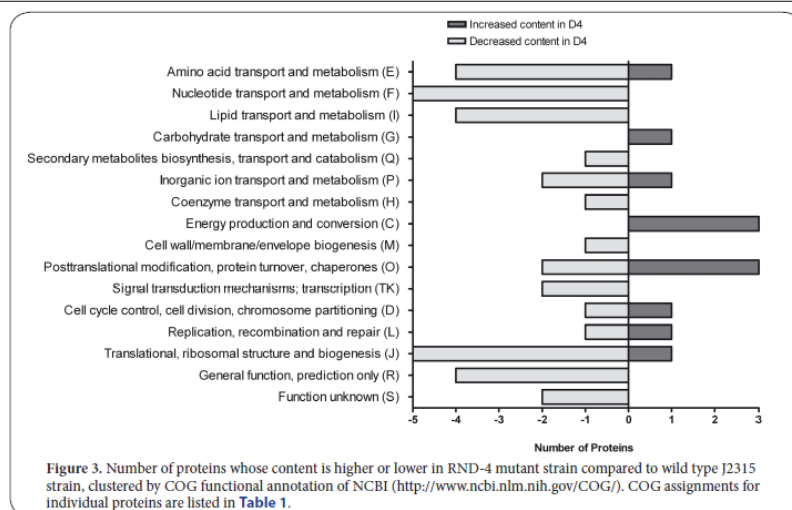 Increased content in D4
Decreased content in D4
Amino acid transport and metabolism (E)
Nucleotide transport and metabolism (F)
Lipid transport and metabolism (I)
Carbohydrate transport and metabolism (G)
Secondary metabolites biosynthesis, transport and catabolism (Q)
Inorganic ion transport and metabolism (P)
Coenzyme transport and metabolism (H)
Energy production and conversion (C)
Cell wall/membrane/envelope biogenesis (M)
Posttranslational modification, protein turnover, chaperones (O)
Signal transduction mechanisms; transcription (TK)
Cell cycle control, cell division, chromosome partitioning (D)
Replication, recombination and repair (L)
Translational, ribosomal structure and biogenesis (J)
General function, prediction only (R)
Function unknown (S)
-5 -4 -3 -2 -1 0 1 2 3
Number of Proteins
Figure 3. Number of proteins whose content is higher or lower in RND-4 mutant strain compared to wild type J2315
strain, clustered by COG functional annotation of NCBI (http://www.ncbi.nlm.nih.gov/COG/). COG assignments for
individual proteins are listed in Table 1.